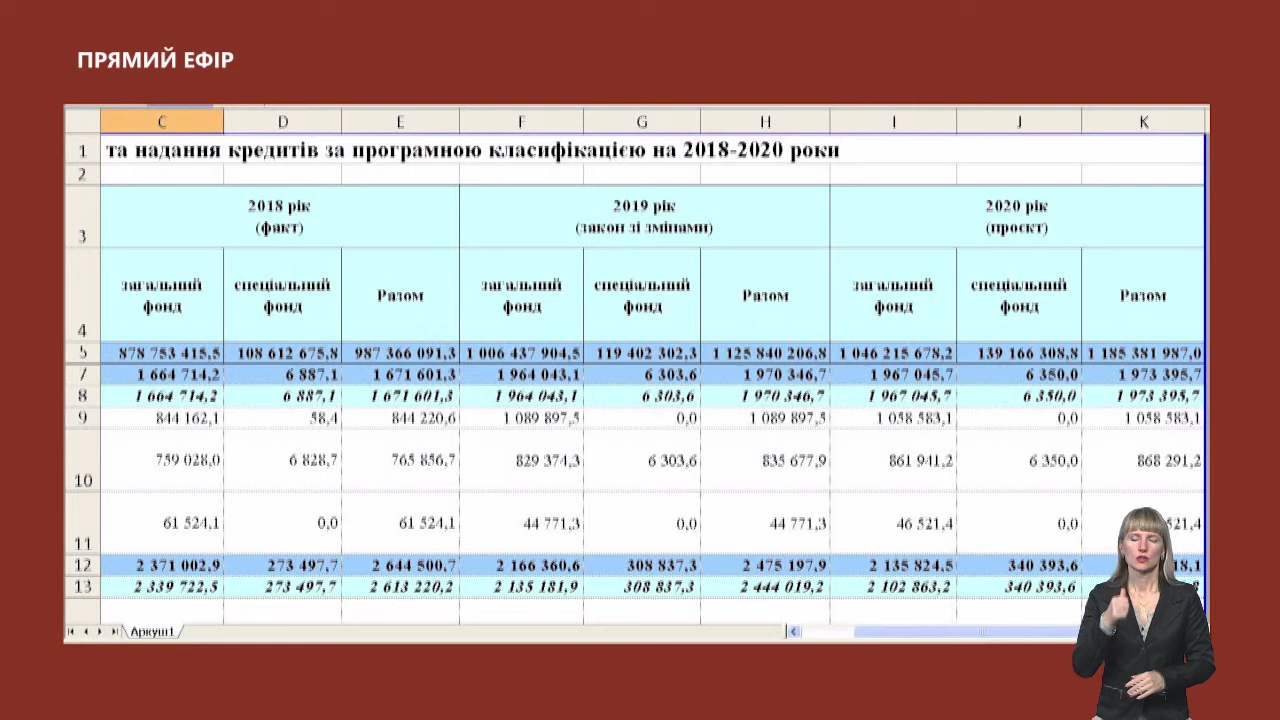 ПРЯМИЙ ЕФІР
C D E F G H I J K
1 та надання кредитів за програмною класифікацією на 2018-2020 роки
2
3 2018 рік (факт) 2019 рік (закон зі змінами) 2020 рік (проєкт)
4 загальний фонд спеціальний фонд Разом загальний фонд спеціальний фонд Разом загальний фонд спеціальний фонд Разом
5 878 753 415,5 108 612 675,8 987 366 091,3 1 006 437 904,5 119 402 302,3 1 125 840 206,8 1 046 215 678,2 139 166 308,8 1 185 381 987,0
7 1 664 714,2 6 887,1 1 671 601,3 1 964 043,1 6 303,6 1 970 346,7 1 967 045,7 6 350,0 1 973 395,7
8 1 664 714,2 6 887,1 1 671 601,3 1 964 043,1 6 303,6 1 970 346,7 1 967 045,7 6 350,0 1 973 395,7
9 844 162,1 58,4 844 220,6 1 089 897,5 0,0 1 089 897,5 1 058 583,1 0,0 1 058 583,1
10 759 028,0 6 828,7 765 856,7 829 374,3 6 303,6 835 677,9 861 941,2 6 350,0 868 291,2
11 61 524,1 0,0 61 524,1 44 771,3 0,0 44 771,3 46 521,4 0,0 521,4
12 2 371 002,9 273 497,7 2 644 500,7 2 166 360,6 308 837,3 2 475 197,9 2 135 824,5 340 393,6 18,1
13 2 339 722,5 273 497,7 2 613 220,2 2 135 181,9 308 837,3 2 444 019,2 2 102 863,2 340 393,6
Аркуш1